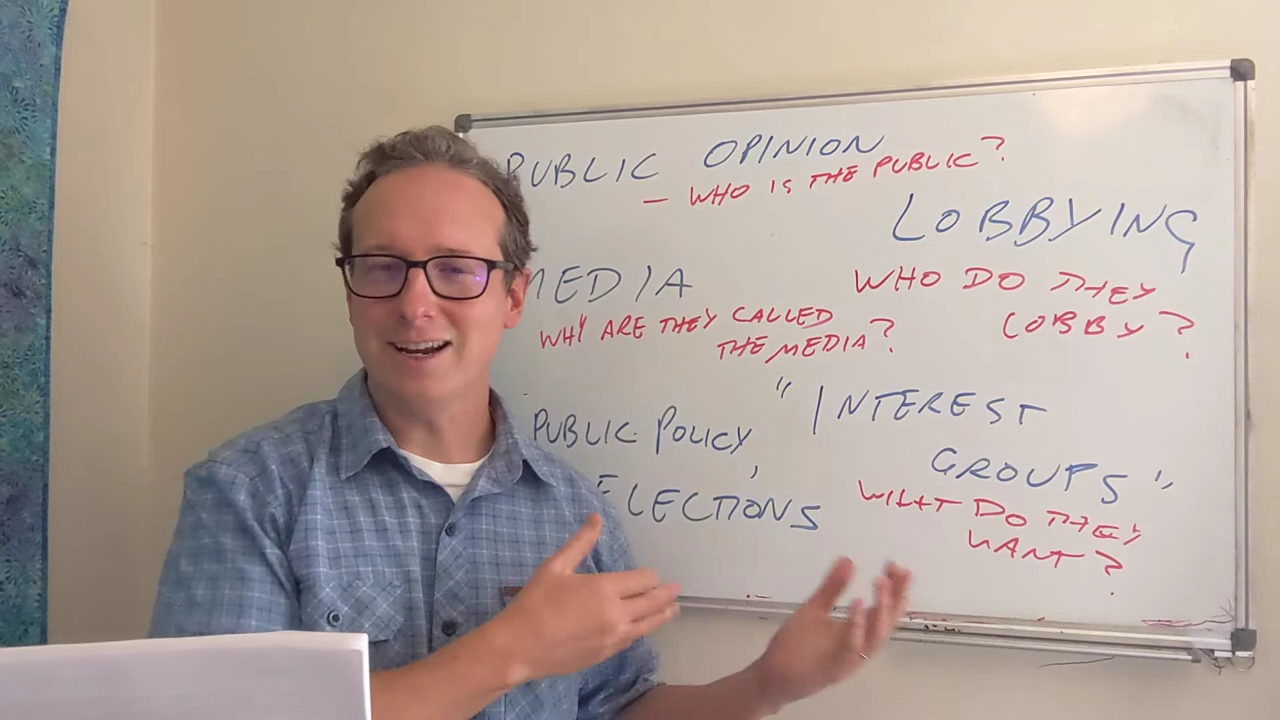 PUBLIC OPINION
— WHO IS THE PUBLIC?
LOBBYING
WHO DO THEY
LOBBY?
MEDIA
WHY ARE THEY CALLED
THE MEDIA?
PUBLIC POLICY
ELECTIONS
"INTEREST
GROUPS"
WHAT DO THEY
WANT?